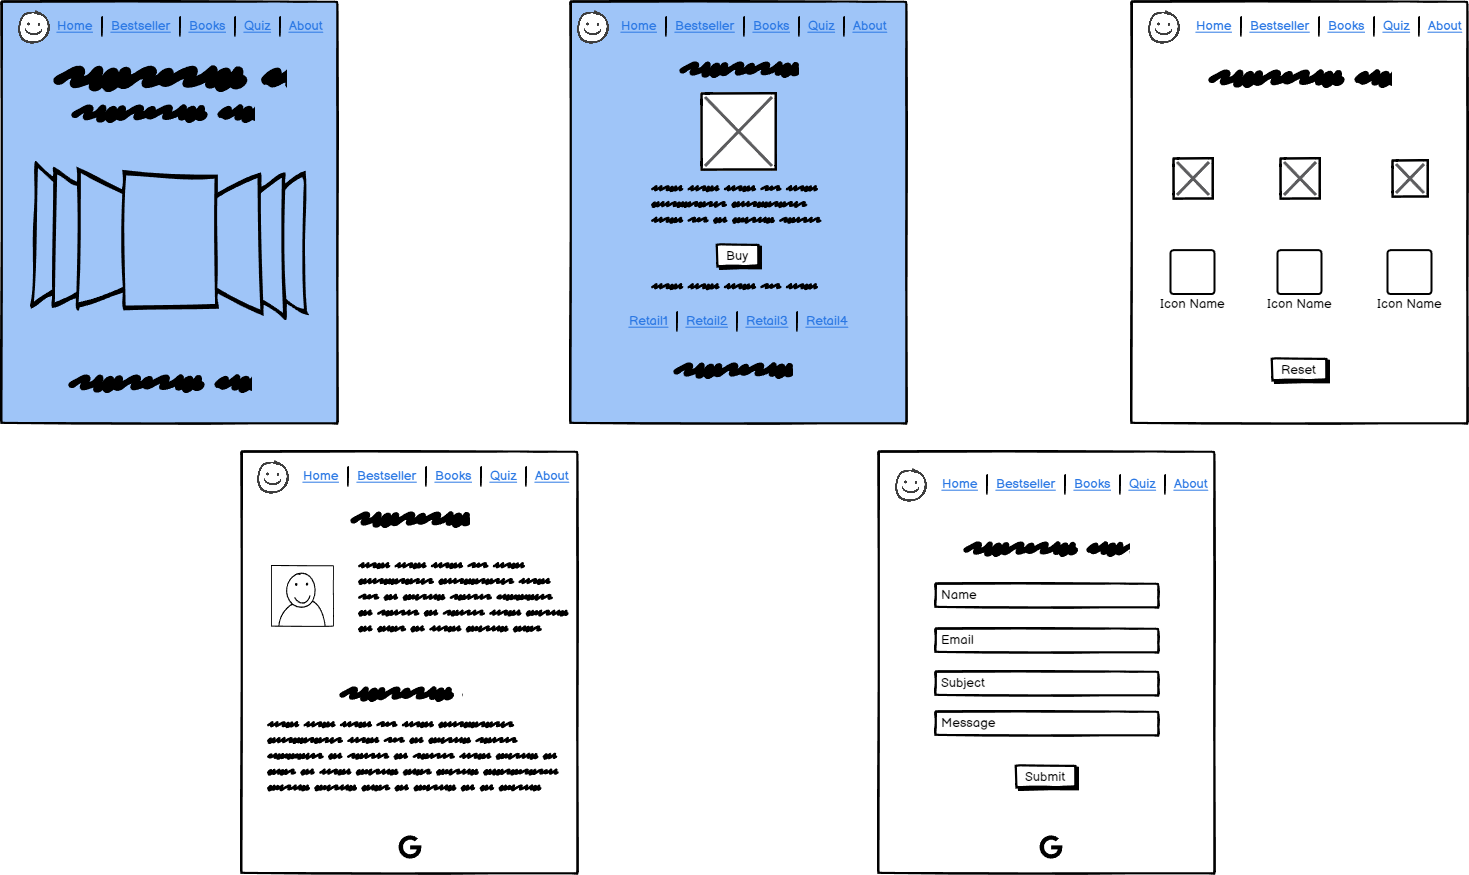 Home Bestseller Books Quiz About
Buy
Retail1 Retail2 Retail3 Retail4
Home Bestseller Books Quiz About
Home Bestseller Books Quiz About
Icon Name Icon Name Icon Name
Reset
Home Bestseller Books Quiz About
G
Home Bestseller Books Quiz About
Name
Email
Subject
Message
Submit
G